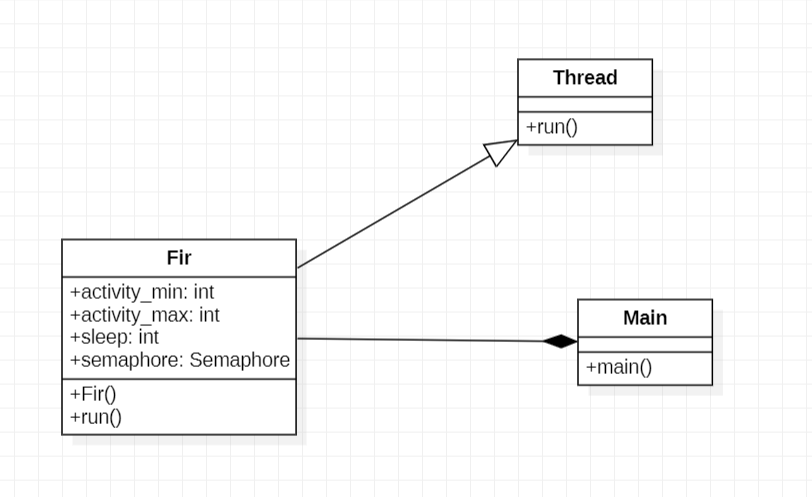 Thread
+run()
Fir
+activity_min: int
+activity_max: int
+sleep: int
+semaphore: Semaphore
+Fir()
+run()
Main
+main()